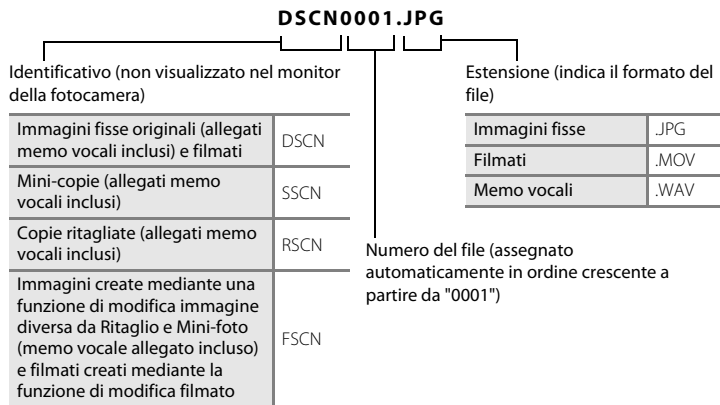 DSCN0001.JPG
Identificativo (non visualizzato nel monitor
della fotocamera)
Immagini fisse originali (allegati
memo vocali inclusi) e filmati
DSCN
Mini-copie (allegati memo
vocali inclusi)
SSCN
Copie ritagliate (allegati memo
vocali inclusi)
RSCN
Immagini create mediante una
funzione di modifica immagine
diversa da Ritaglio e Mini-foto
(memo vocale allegato incluso)
e filmati creati mediante la
funzione di modifica filmato
FSCN
Estensione (indica il formato del
file)
Immagini fisse
.JPG
Filmati
.MOV
Memo vocali
.WAV
Numero del file (assegnato
automaticamente in ordine crescente a
partire da "0001")